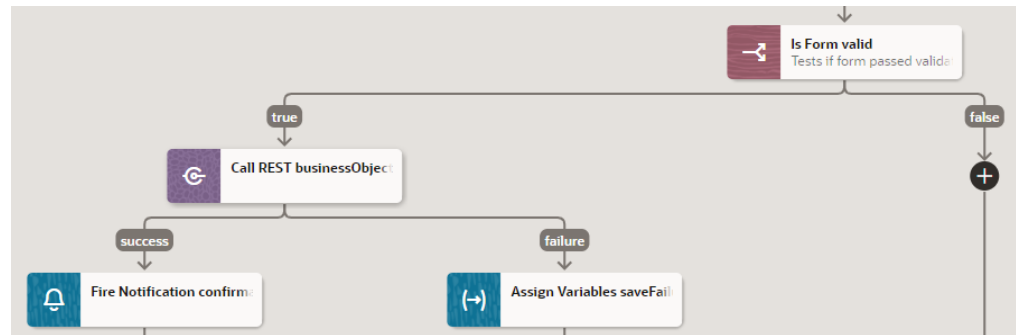 Is Form valid
Tests if form passed valida
true
false
Call REST businessObject
success
failure
Fire Notification confirma
Assign Variables saveFail